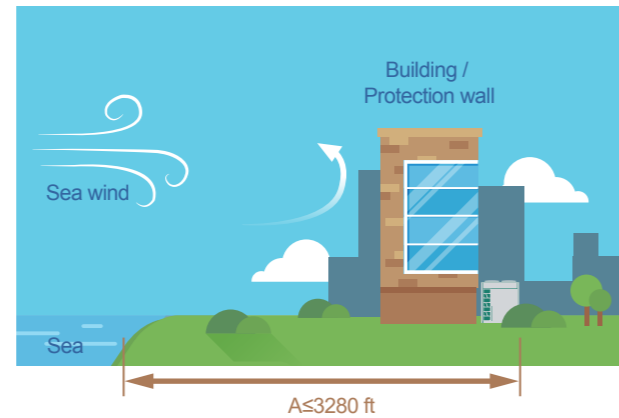 Building /
Protection wall
Sea wind
Sea
A≤3280 ft